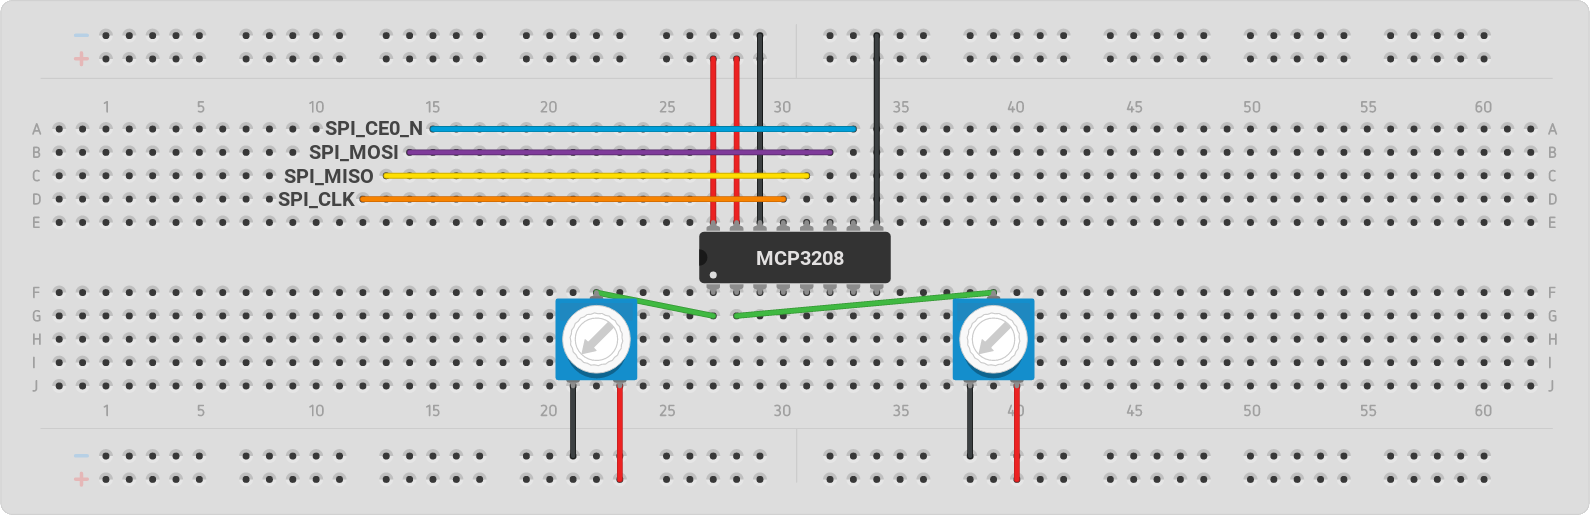 − 
+
1 5 10 15 20 25 30 35 40 45 50 55 60
A SPI_CE0_N A
B SPI_MOSI B
C SPI_MISO C
D SPI_CLK D
E E
MCP3208
F F
G G
H H
I I
J J
1 5 10 15 20 25 30 35 40 45 50 55 60
−
+